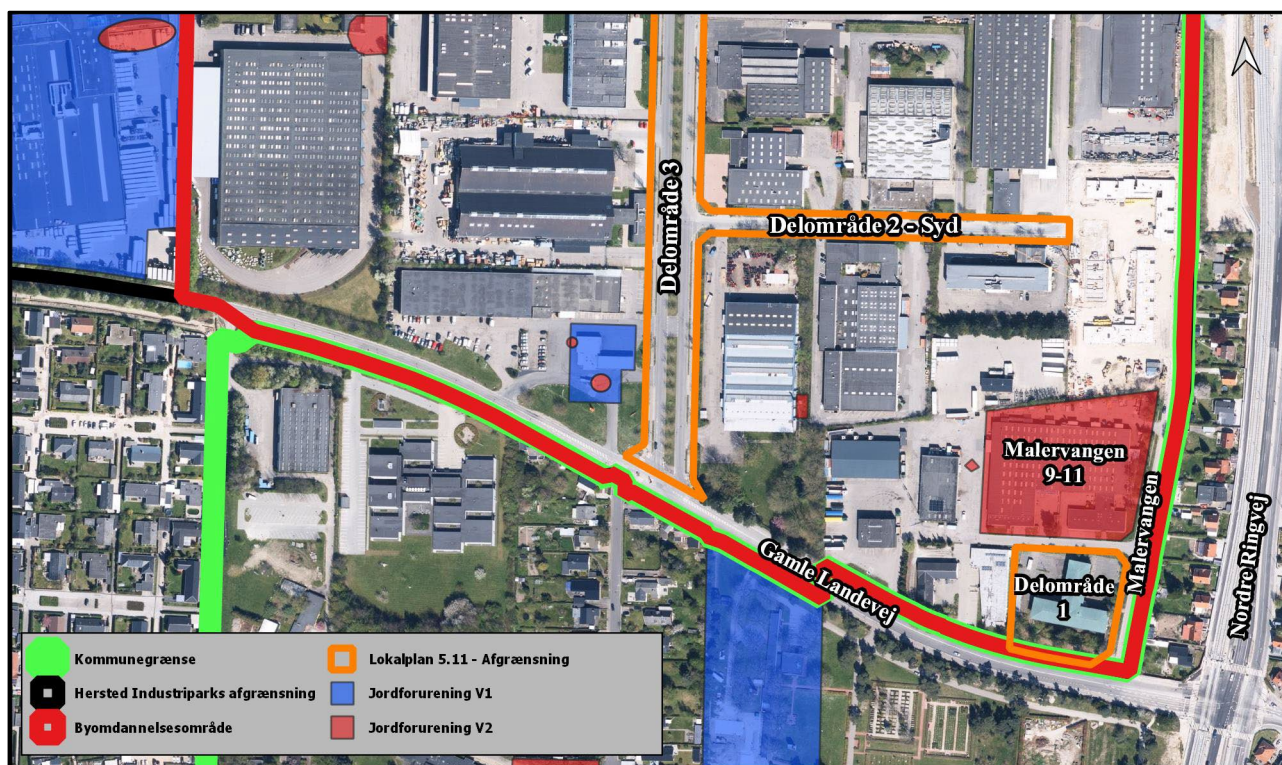 Delområde 3
Delområde 2 - Syd
Malervangen
9-11
Malervangen
Delområde
1
Gamle Landevej
Nordre Ringvej
Kommunegrænse
Hersted Industriparks afgrænsning
Byomdannelsesområde
Lokalplan 5.11 - Afgrænsning
Jordforurening V1
Jordforurening V2